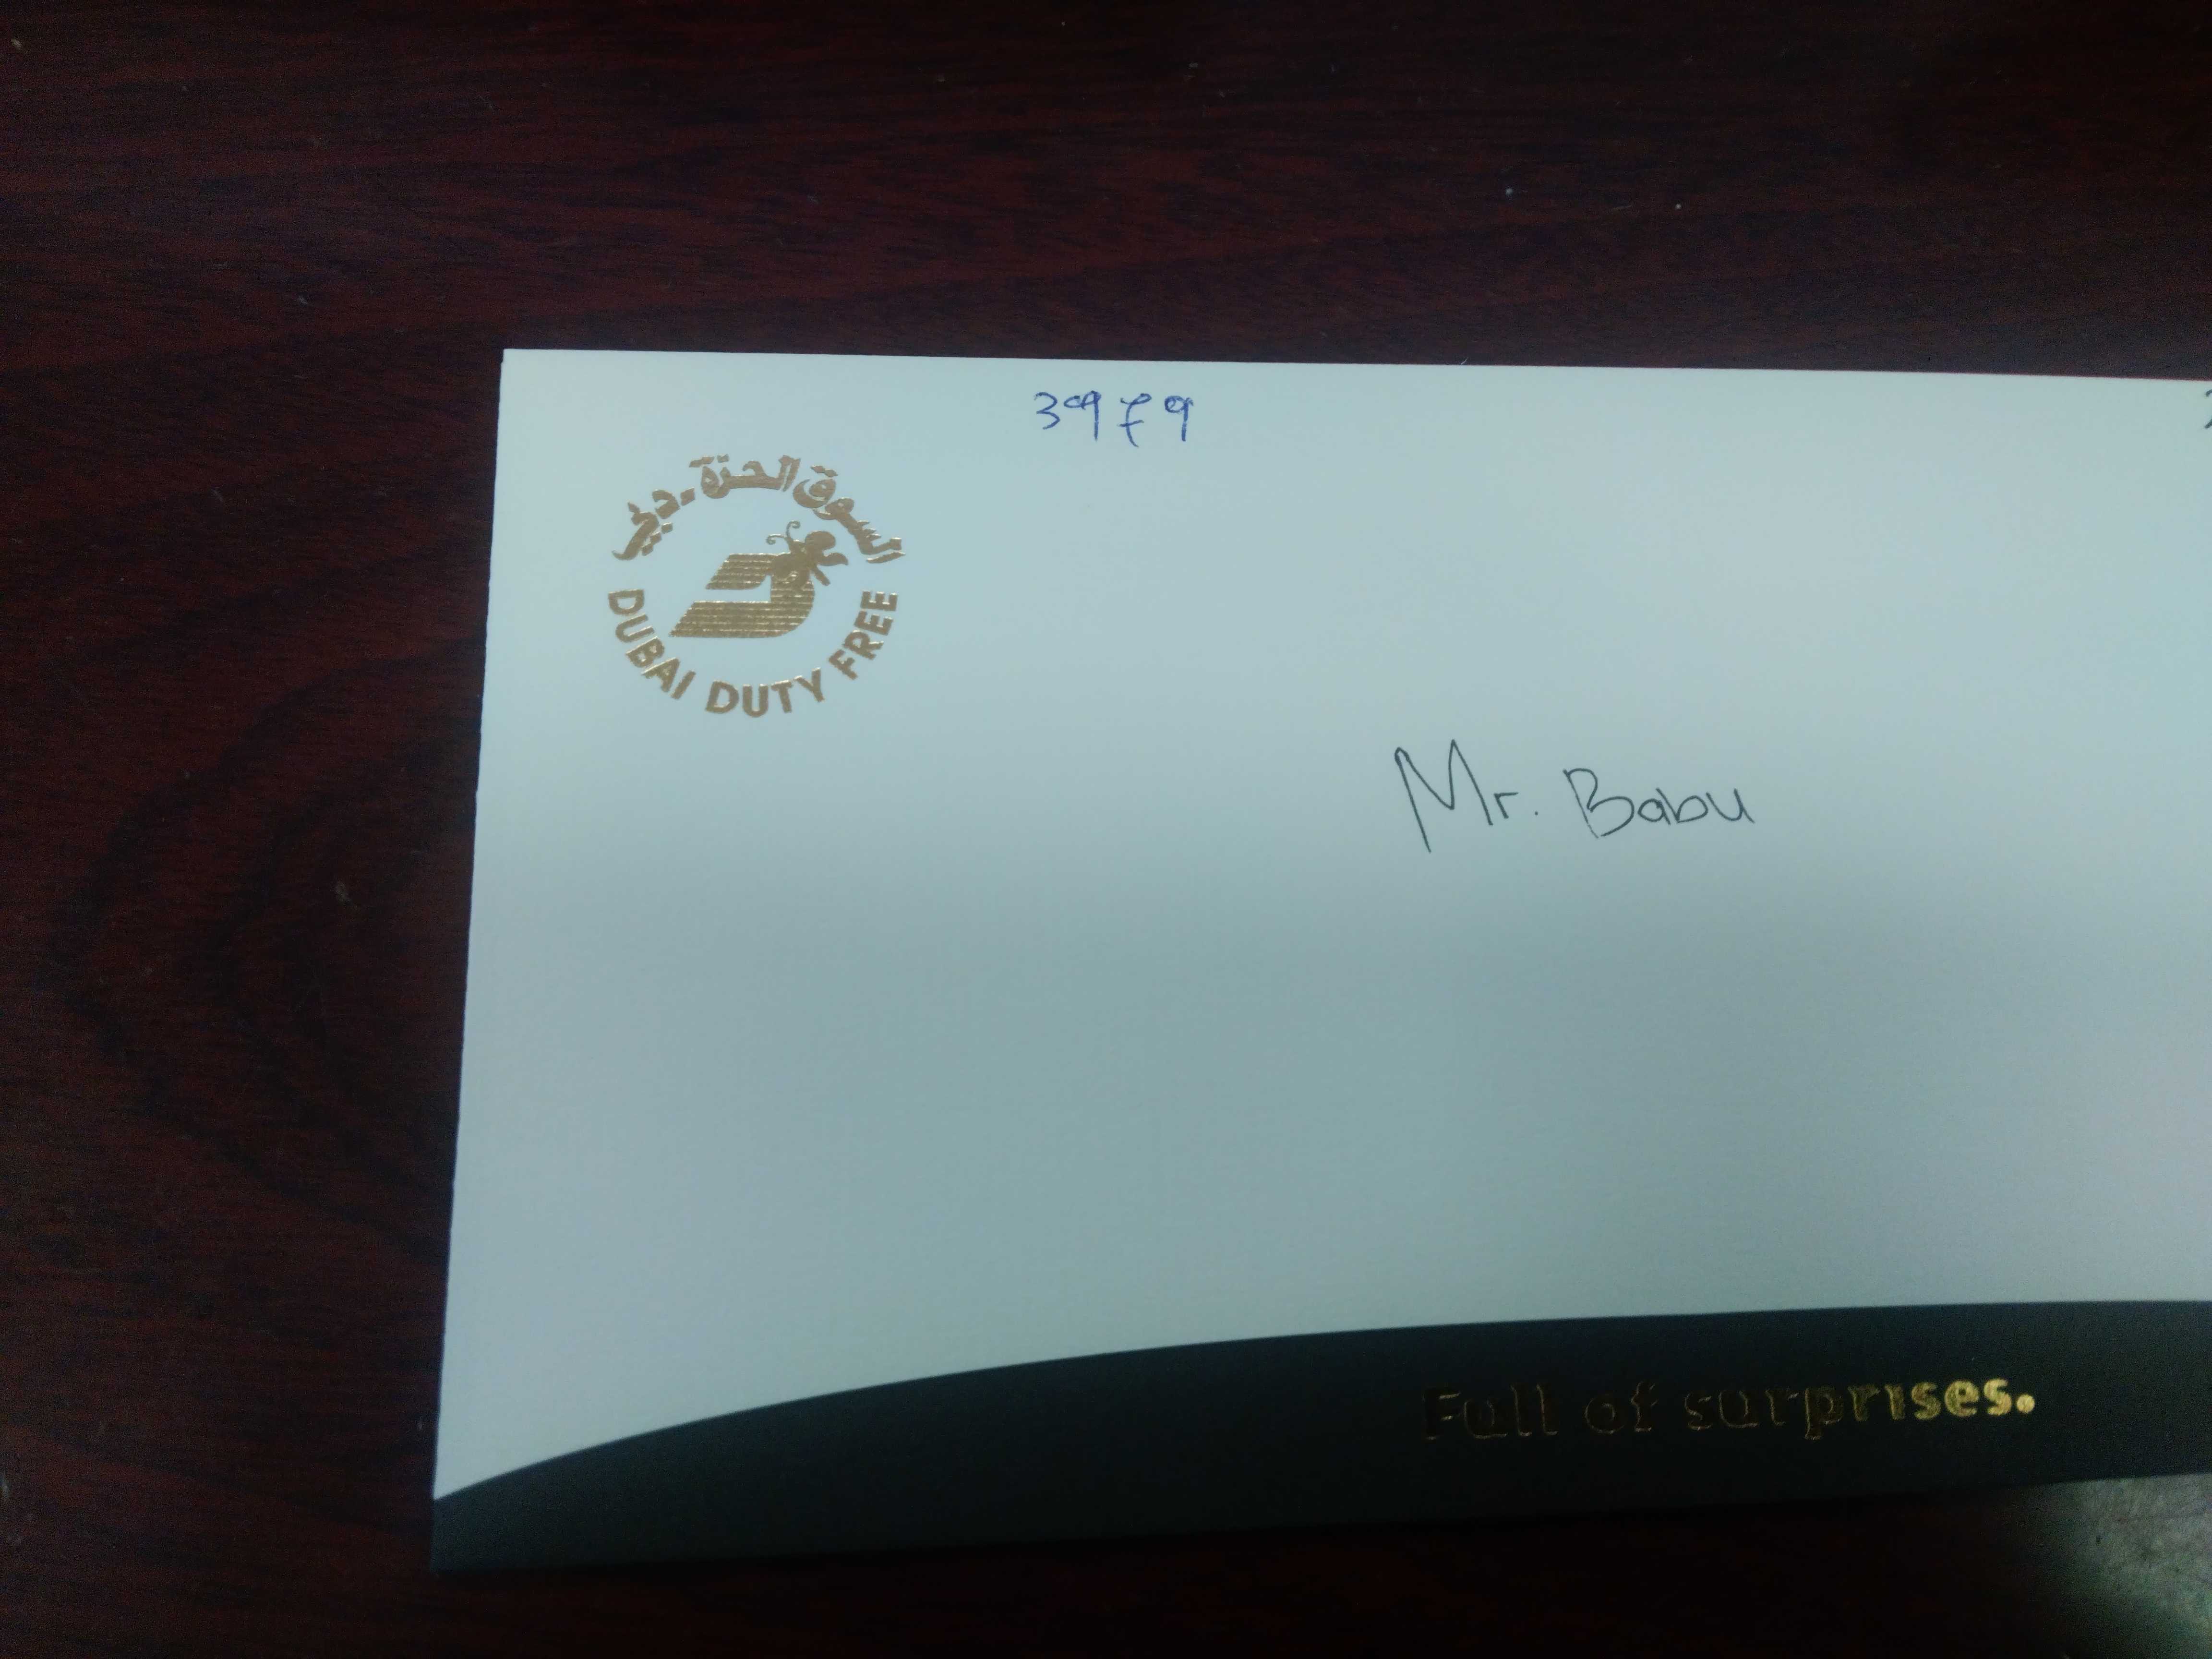 3979
السوق الحرة - دبي
DUBAI DUTY FREE
Mr. Babu
Full of surprises.